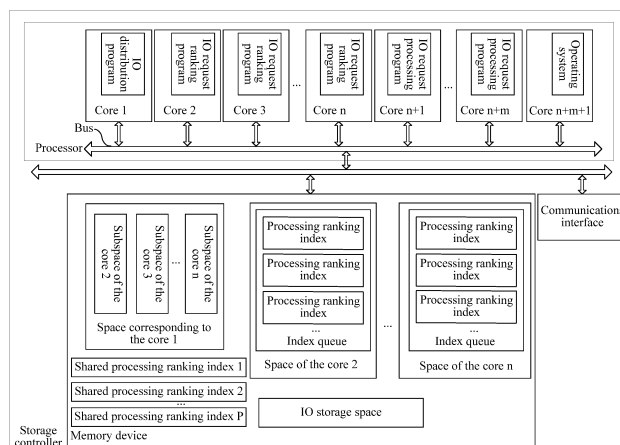 IO
distribution
program
Core 1
IO request
ranking
program
Core 2
IO request
ranking
program
Core 3
...
IO request
ranking
program
Core n
IO request
processing
program
Core n+1
...
IO request
processing
program
Core n+m
Operating
system
Core n+m+1
Bus
Processor
Subspace of the
core 2
Subspace of the
core 3
...
Subspace of the
core n
Space corresponding to
the core 1
Processing ranking
index
Processing ranking
index
Processing ranking
index
...
Index queue
Space of the core 2
...
Processing ranking
index
Processing ranking
index
Processing ranking
index
...
Index queue
Space of the core n
Communications
interface
Shared processing ranking index 1
Shared processing ranking index 2
...
Shared processing ranking index P
IO storage space
Memory device
Storage
controller